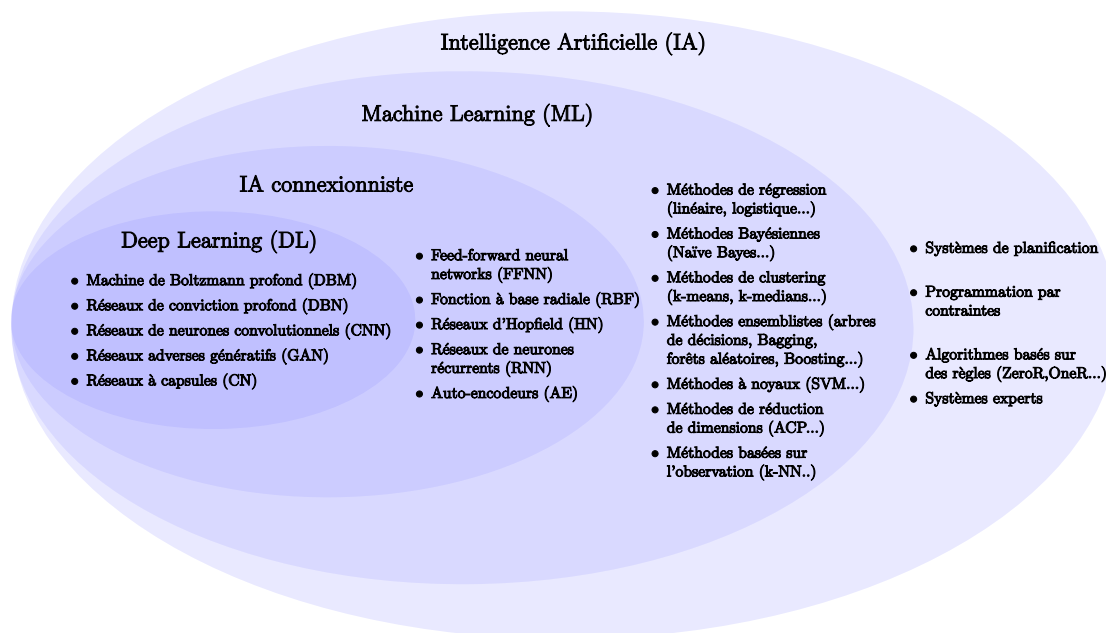 Intelligence Artificielle (IA)
Machine Learning (ML)
IA connexionniste
Deep Learning (DL)
• Machine de Boltzmann profond (DBM)
• Réseaux de conviction profond (DBN)
• Réseaux de neurones convolutionnels (CNN)
• Réseaux adverses génératifs (GAN)
• Réseaux à capsules (CN)
• Feed-forward neural
networks (FFNN)
• Fonction à base radiale (RBF)
• Réseaux d'Hopfield (HN)
• Réseaux de neurones
récurrents (RNN)
• Auto-encodeurs (AE)
• Méthodes de régression
(linéaire, logistique...)
• Méthodes Bayésiennes
(Naïve Bayes...)
• Méthodes de clustering
(k-means, k-medians...)
• Méthodes ensemblistes (arbres
de décisions, Bagging,
forêts aléatoires, Boosting...)
• Méthodes à noyaux (SVM...)
• Méthodes de réduction
de dimensions (ACP...)
• Méthodes basées sur
l'observation (k-NN..)
• Systèmes de planification
• Programmation par
contraintes
• Algorithmes basés sur
des règles (ZeroR,OneR...)
• Systèmes experts